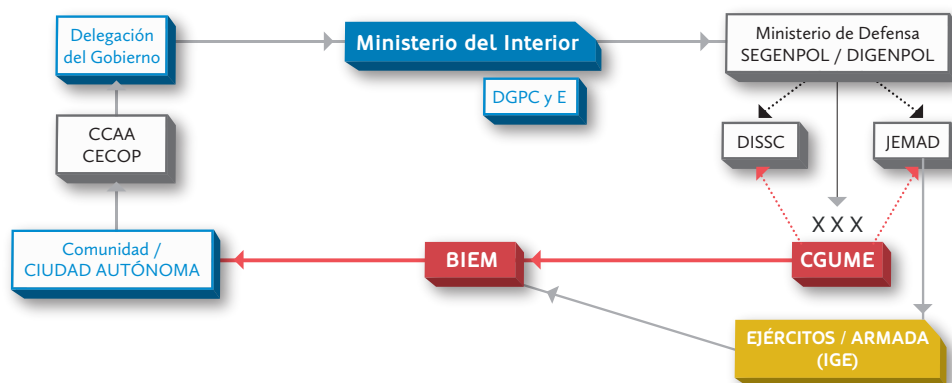 Delegación
del Gobierno
Ministerio del Interior
DGPC y E
Ministerio de Defensa
SEGENPOL / DIGENPOL
CCAA
CECOP
DISSC
JEMAD
X X X
Comunidad /
CIUDAD AUTÓNOMA
BIEM
CGUME
EJÉRCITOS / ARMADA
(IGE)